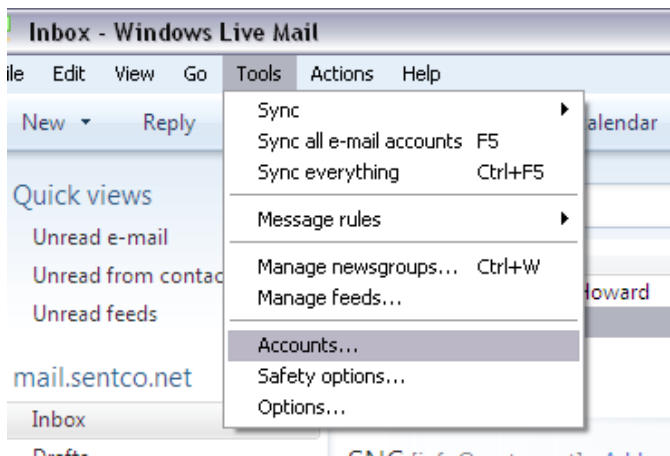 Inbox - Windows Live Mail
ile Edit View Go Tools Actions Help
New Reply alendar
Sync
Sync all e-mail accounts F5
Sync everything Ctrl+F5
Message rules
Manage newsgroups... Ctrl+W
Manage feeds...
Accounts...
Safety options...
Options...
Quick views
Unread e-mail
Unread from contac
Unread feeds
Howard
mail.sentco.net
Inbox